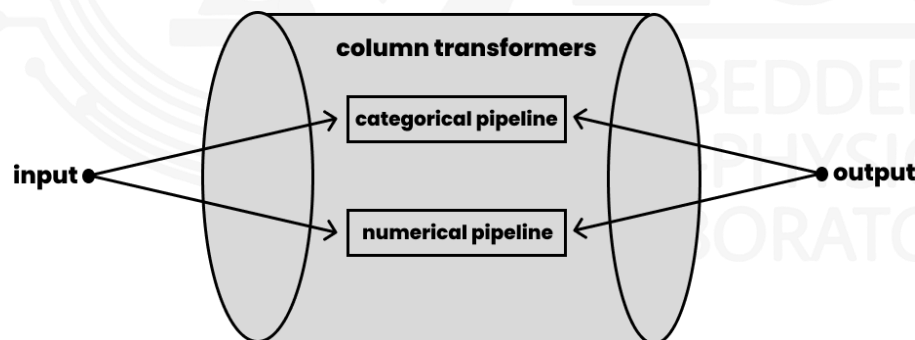 column transformers
categorical pipeline
input
output
numerical pipeline